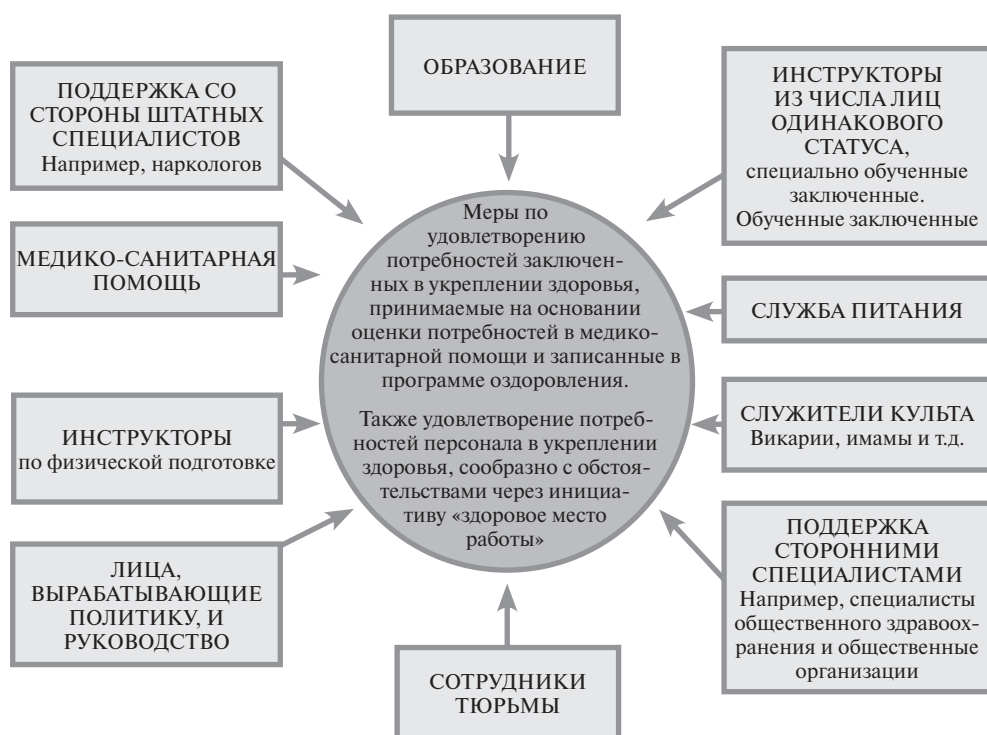 ОБРАЗОВАНИЕ
ПОДДЕРЖКА СО
СТОРОНЫ ШТАТНЫХ
СПЕЦИАЛИСТОВ
Например, наркологов
МЕДИКО-САНИТАРНАЯ
ПОМОЩЬ
ИНСТРУКТОРЫ
по физической подготовке
ЛИЦА,
ВЫРАБАТЫВАЮЩИЕ
ПОЛИТИКУ, И
РУКОВОДСТВО
Меры по
удовлетворению
потребностей заключен-
ных в укреплении здоровья,
принимаемые на основании
оценки потребностей в медико-
санитарной помощи и записанные в
программе оздоровления.
Также удовлетворение потреб-
ностей персонала в укреплении
здоровья, сообразно с обстоя-
тельствами через инициа-
тиву «здоровое место
работы»
ИНСТРУКТОРЫ
ИЗ ЧИСЛА ЛИЦ
ОДИНАКОВОГО
СТАТУСА,
специально обученные
заключенные.
Обученные заключенные
СЛУЖБА ПИТАНИЯ
СЛУЖИТЕЛИ КУЛЬТА
Викарии, имамы и т.д.
ПОДДЕРЖКА
СТОРОННИМИ
СПЕЦИАЛИСТАМИ
Например, специалисты
общественного здравоох-
ранения и общественные
организации
СОТРУДНИКИ
ТЮРЬМЫ